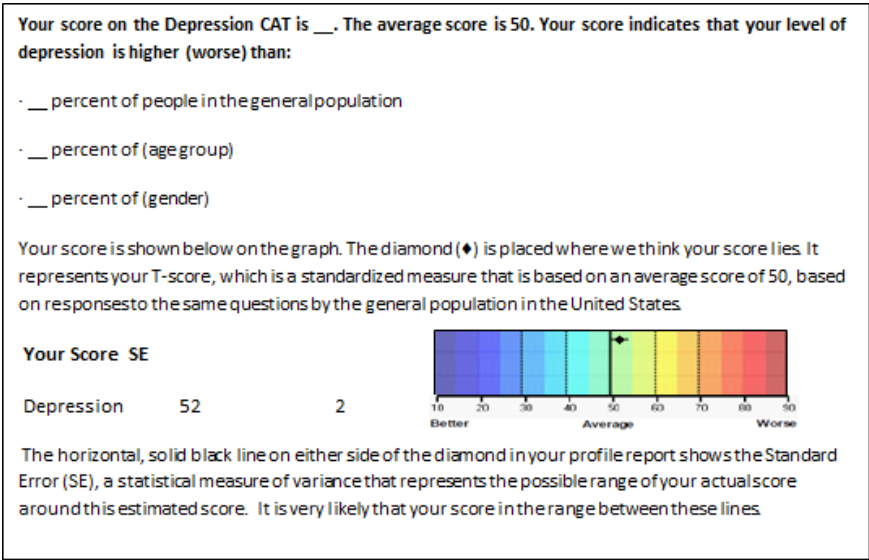 Your score on the Depression CAT is __. The average score is 50. Your score indicates that your level of
depression is higher (worse) than:
· __ percent of people in the general population
· __ percent of (age group)
· __ percent of (gender)
Your score is shown below on the graph. The diamond (♦) is placed where we think your score lies. It
represents your T-score, which is a standardized measure that is based on an average score of 50, based
on responses to the same questions by the general population in the United States.
Your Score SE
Depression 52 2
10 20 30 40 50 60 70 80 90
Better Average Worse
The horizontal, solid black line on either side of the diamond in your profile report shows the Standard
Error (SE), a statistical measure of variance that represents the possible range of your actual score
around this estimated score. It is very likely that your score in the range between these lines.